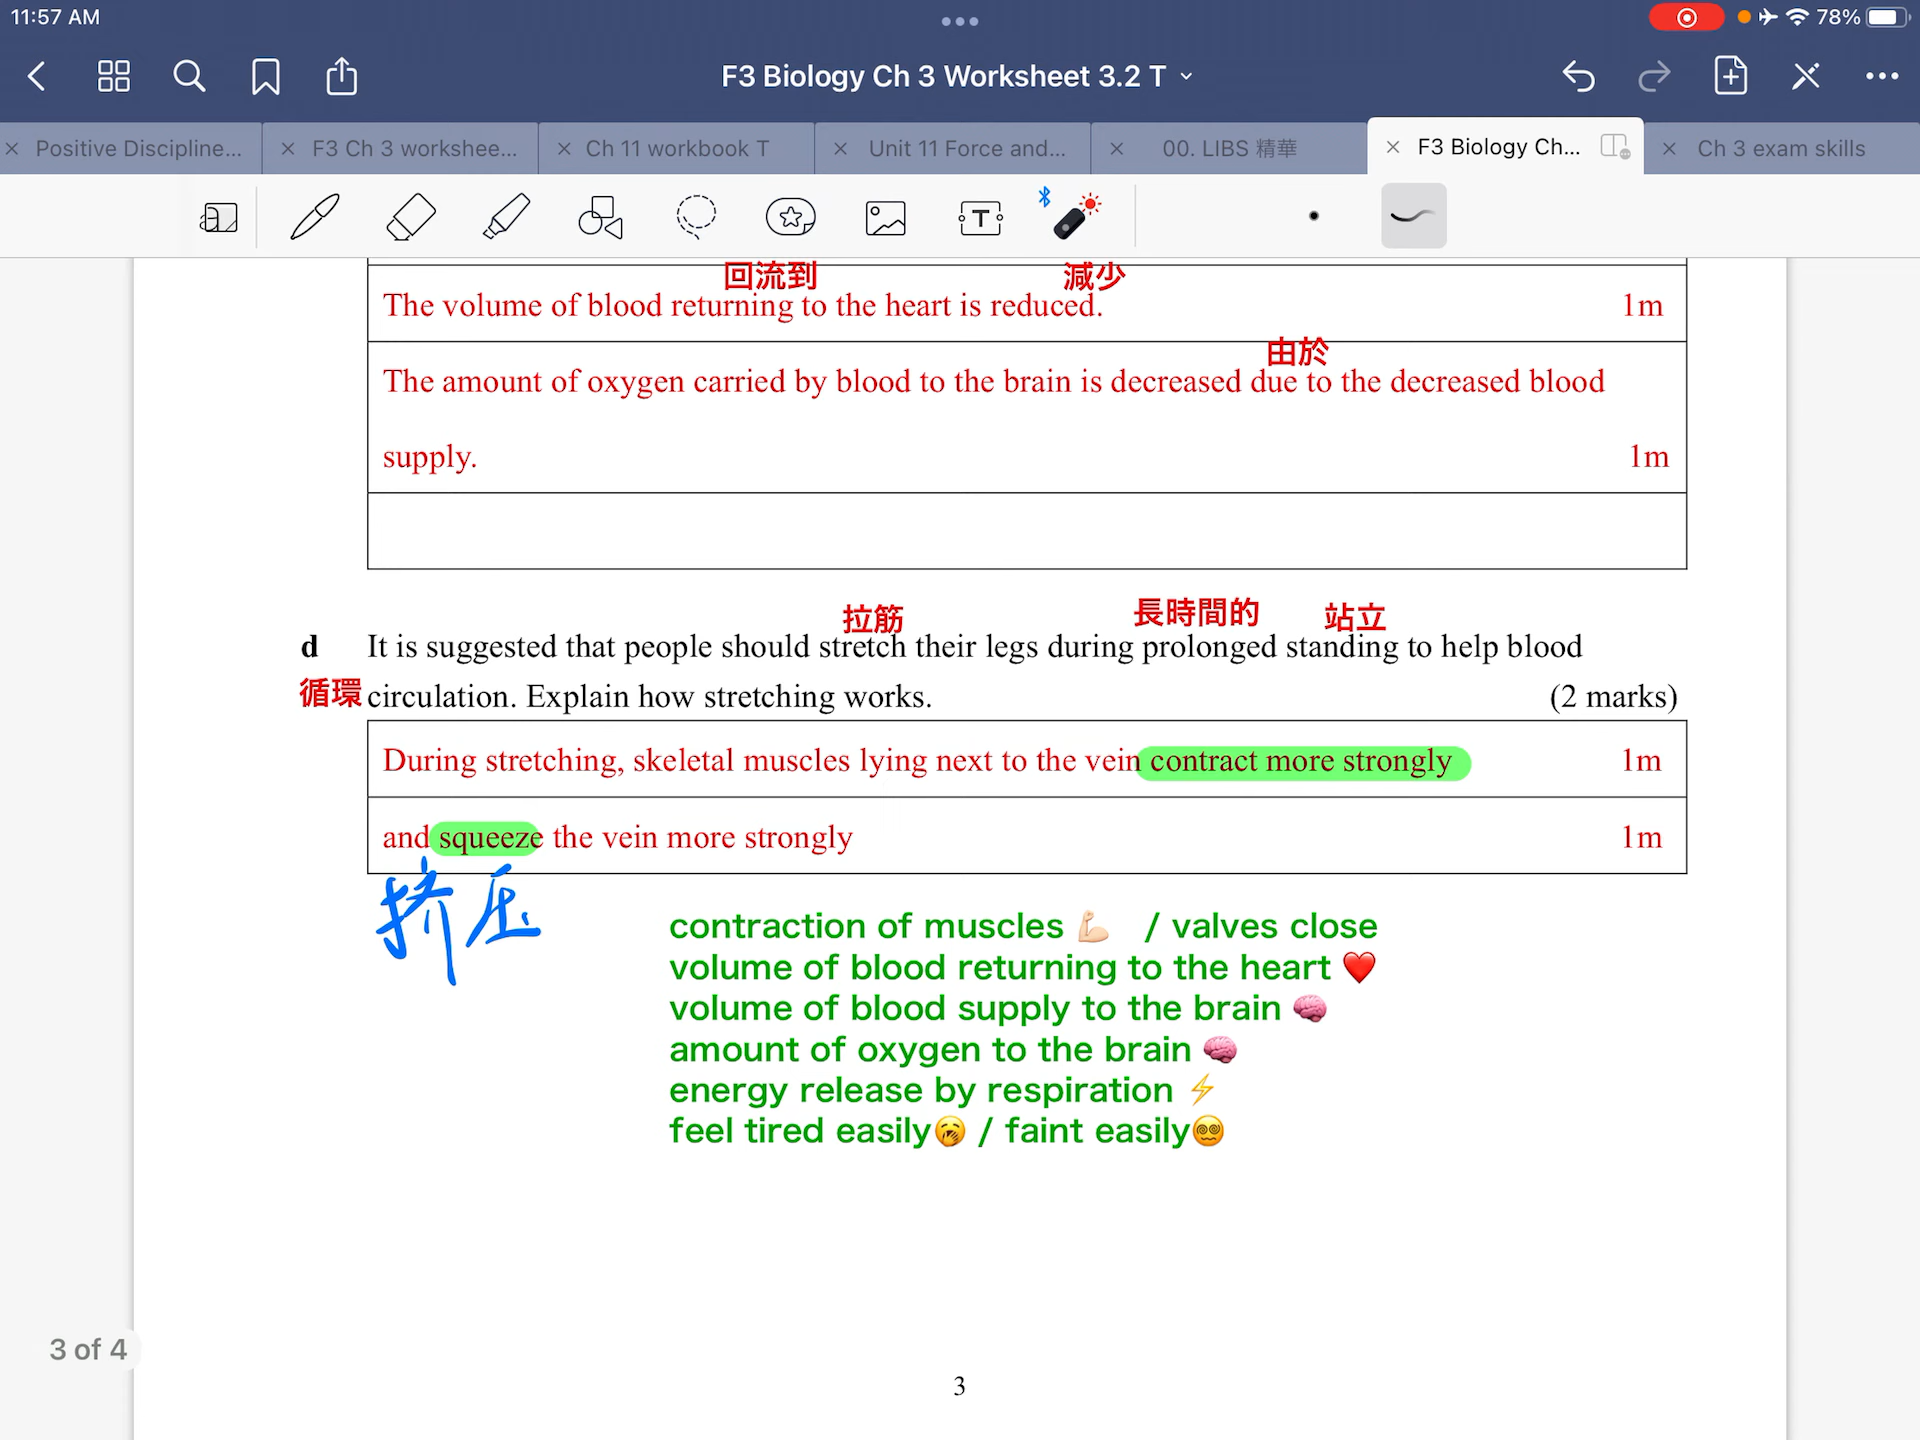 11:57 AM
78%
F3 Biology Ch 3 Worksheet 3.2 T
Positive Discipline...
F3 Ch 3 workshee...
Ch 11 workbook T
Unit 11 Force and...
00. LIBS 精華
F3 Biology Ch...
Ch 3 exam skills
回流到 減少
The volume of blood returning to the heart is reduced. 1m
由於
The amount of oxygen carried by blood to the brain is decreased due to the decreased blood
supply. 1m
拉筋 長時間的 站立
d It is suggested that people should stretch their legs during prolonged standing to help blood
循環 circulation. Explain how stretching works. (2 marks)
During stretching, skeletal muscles lying next to the vein contract more strongly 1m
and squeeze the vein more strongly 1m
挤压
contraction of muscles 💪🏻 / valves close
volume of blood returning to the heart ❤️
volume of blood supply to the brain 🧠
amount of oxygen to the brain 🧠
energy release by respiration ⚡
feel tired easily🥱 / faint easily😵‍💫
3 of 4
3